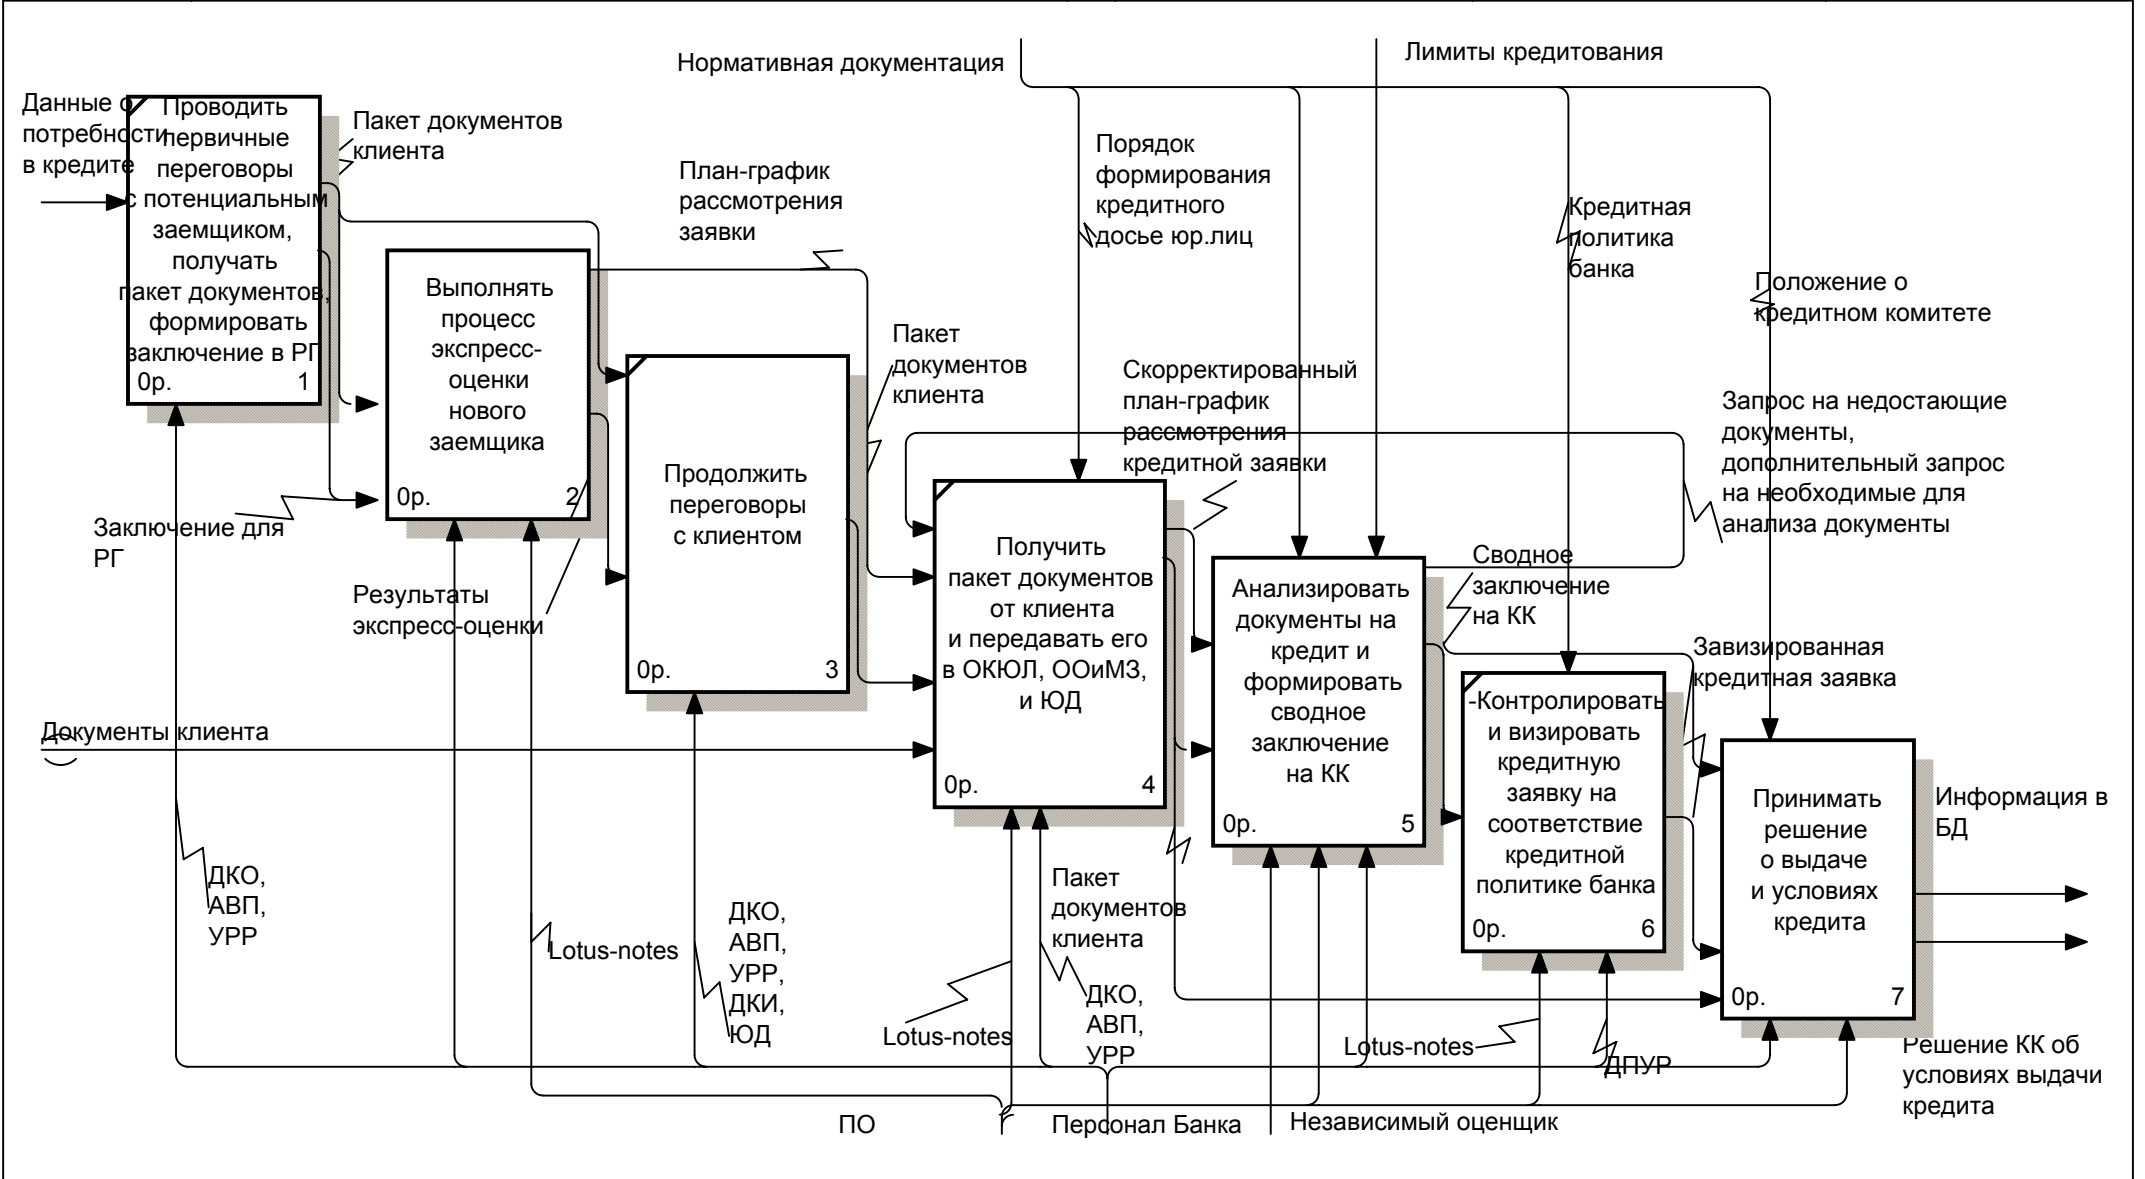 Нормативная документация
Лимиты кредитования
Данные о
потребности
в кредите
Проводить
первичные
переговоры
с потенциальным
заемщиком,
получать
пакет документов,
формировать
заключение в РГ
0р.
1
Пакет документов
клиента
План-график
рассмотрения
заявки
Порядок
формирования
кредитного
досье юр.лиц
Кредитная
политика
банка
Положение о
кредитном комитете
Выполнять
процесс
экспресс-
оценки
нового
заемщика
0р.
2
Пакет
документов
клиента
Скорректированный
план-график
рассмотрения
кредитной заявки
Запрос на недостающие
документы,
дополнительный запрос
на необходимые для
анализа документы
Заключение для
РГ
Результаты
экспресс-оценки
Продолжить
переговоры
с клиентом
0р.
3
Получить
пакет документов
от клиента
и передавать его
в ОКЮЛ, ООиМЗ,
и ЮД
0р.
4
Анализировать
документы на
кредит и
формировать
сводное
заключение
на КК
0р.
5
Сводное
заключение
на КК
Завизированная
кредитная заявка
-Контролировать
и визировать
кредитную
заявку на
соответствие
кредитной
политике банка
0р.
6
Принимать
решение
о выдаче
и условиях
кредита
0р.
7
Информация в
БД
Документы клиента
ДКО,
АВП,
УРР
Lotus-notes
ДКО,
АВП,
УРР,
ДКИ,
ЮД
Пакет
документов
клиента
Lotus-notes
ДКО,
АВП,
УРР
Lotus-notes
ДПУР
Решение КК об
условиях выдачи
кредита
ПО
Персонал Банка
Независимый оценщик